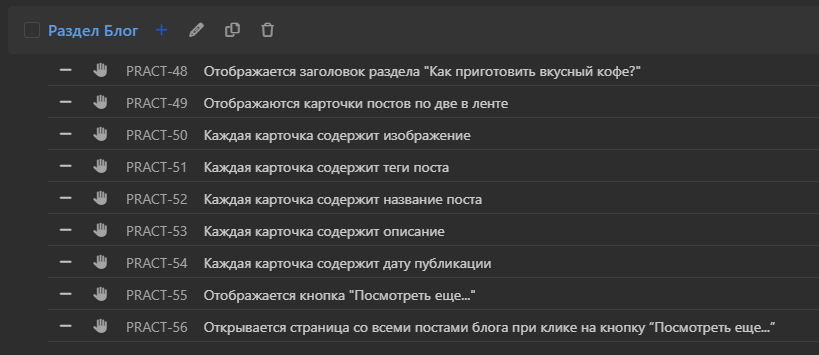 Раздел Блог
PRACT-48 Отображается заголовок раздела "Как приготовить вкусный кофе?"
PRACT-49 Отображаются карточки постов по две в ленте
PRACT-50 Каждая карточка содержит изображение
PRACT-51 Каждая карточка содержит теги поста
PRACT-52 Каждая карточка содержит название поста
PRACT-53 Каждая карточка содержит описание
PRACT-54 Каждая карточка содержит дату публикации
PRACT-55 Отображается кнопка "Посмотреть еще..."
PRACT-56 Открывается страница со всеми постами блога при клике на кнопку "Посмотреть еще..."